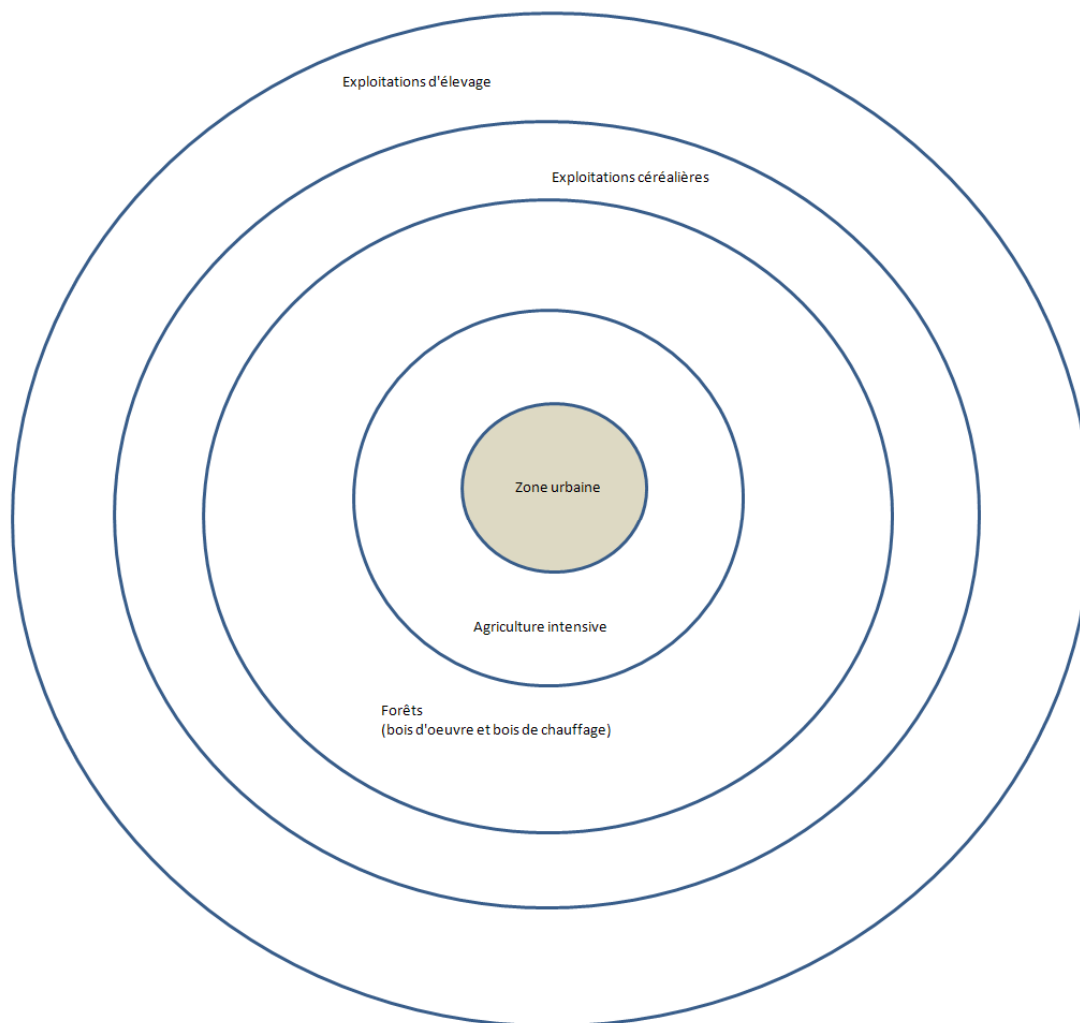 Exploitations d'élevage
Exploitations céréalières
Zone urbaine
Agriculture intensive
Forêts
(bois d'oeuvre et bois de chauffage)